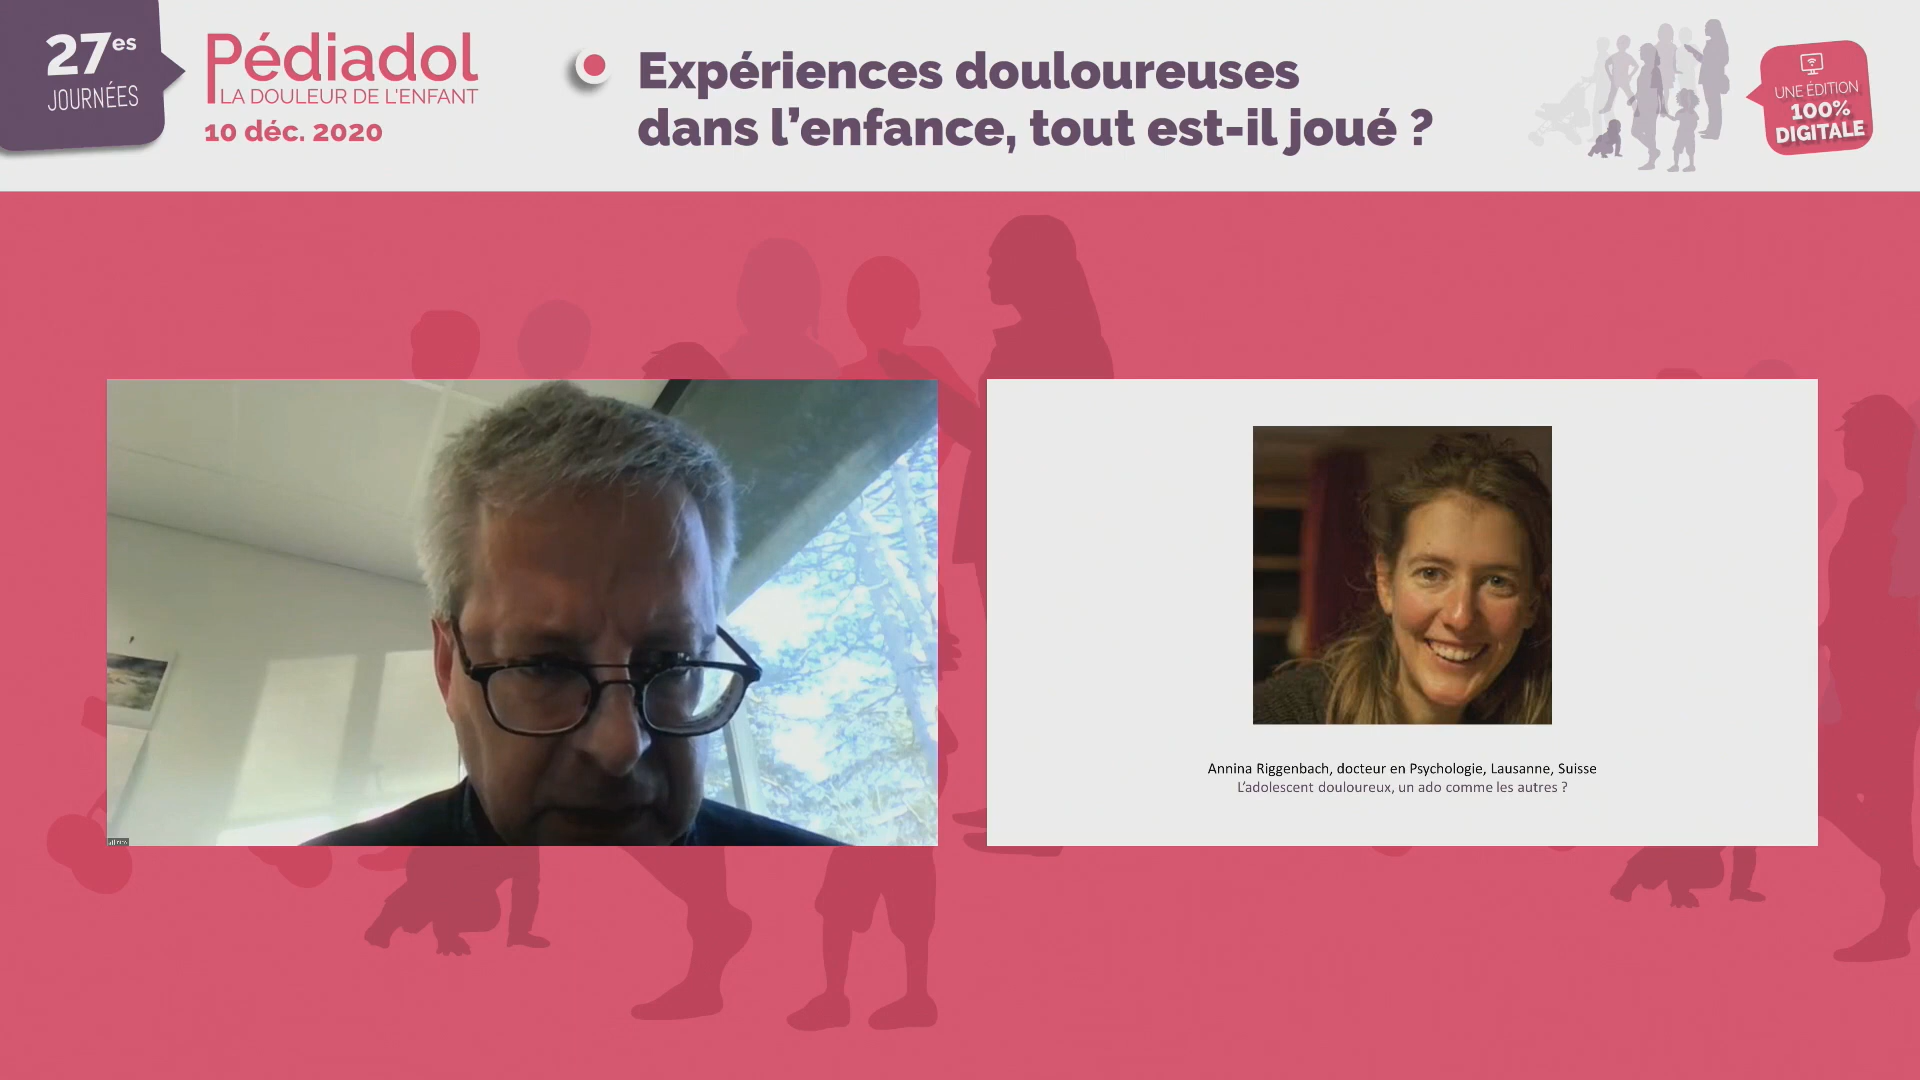 27es
JOURNÉES
Pédiadol
LA DOULEUR DE L'ENFANT
10 déc. 2020
Expériences douloureuses
dans l'enfance, tout est-il joué ?
UNE ÉDITION
100%
DIGITALE
Annina Riggenbach, docteur en Psychologie, Lausanne, Suisse
L'adolescent douloureux, un ado comme les autres ?